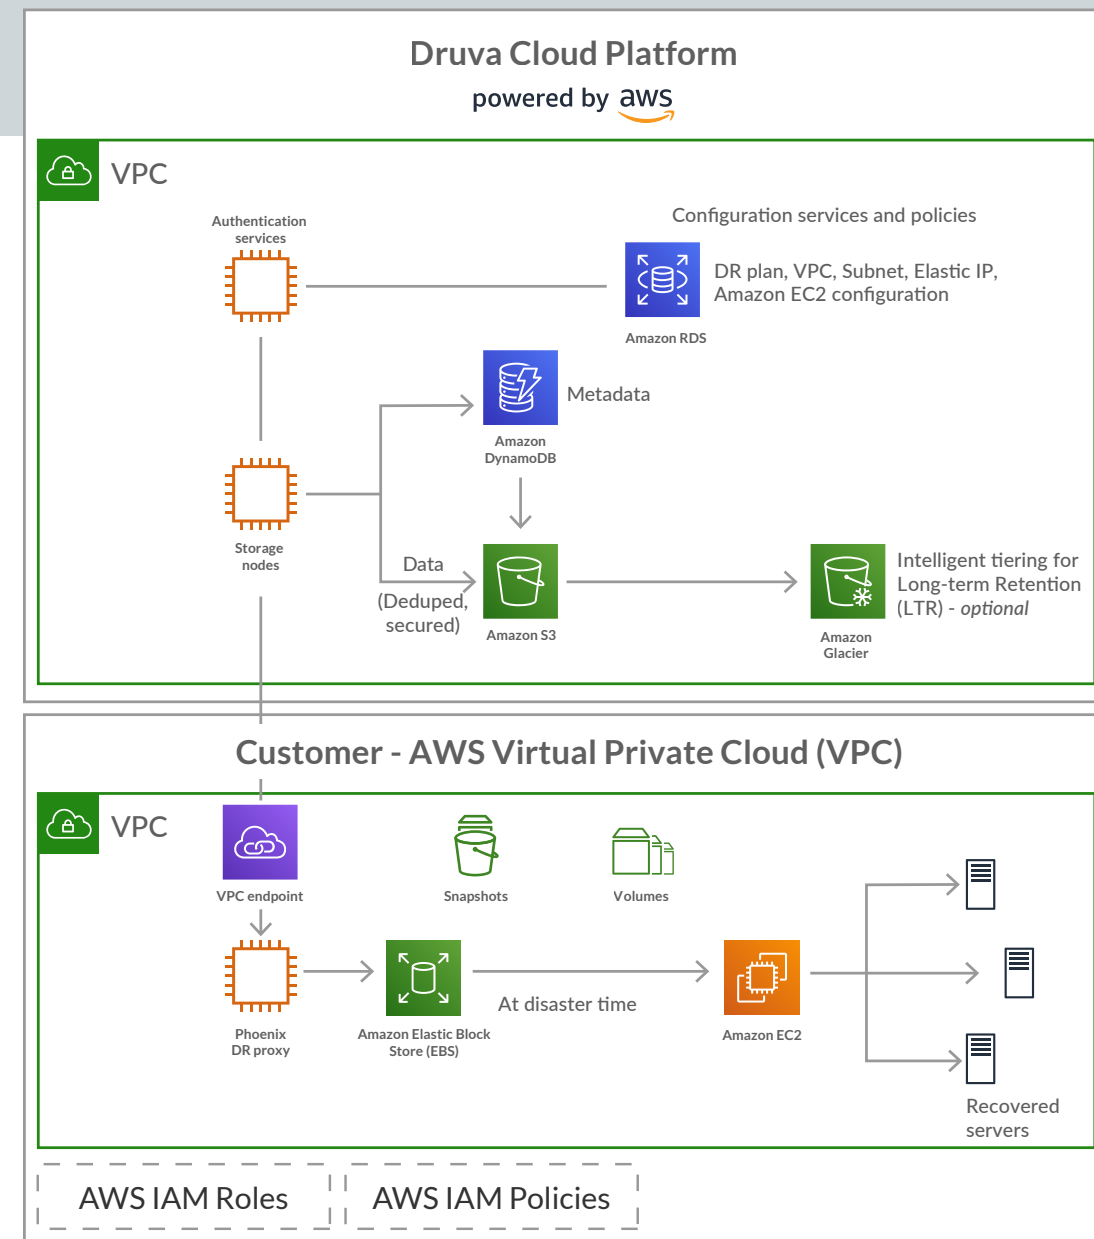 Druva Cloud Platform
powered by aws
VPC
Authentication
services
Configuration services and policies
DR plan, VPC, Subnet, Elastic IP,
Amazon EC2 configuration
Amazon RDS
Metadata
Amazon
DynamoDB
Storage
nodes
Data
(Deduped,
secured)
Amazon S3
Intelligent tiering for
Long-term Retention
(LTR) - optional
Amazon
Glacier
Customer - AWS Virtual Private Cloud (VPC)
VPC
VPC endpoint
Snapshots
Volumes
Phoenix
DR proxy
Amazon Elastic Block
Store (EBS)
At disaster time
Amazon EC2
Recovered
servers
AWS IAM Roles
AWS IAM Policies